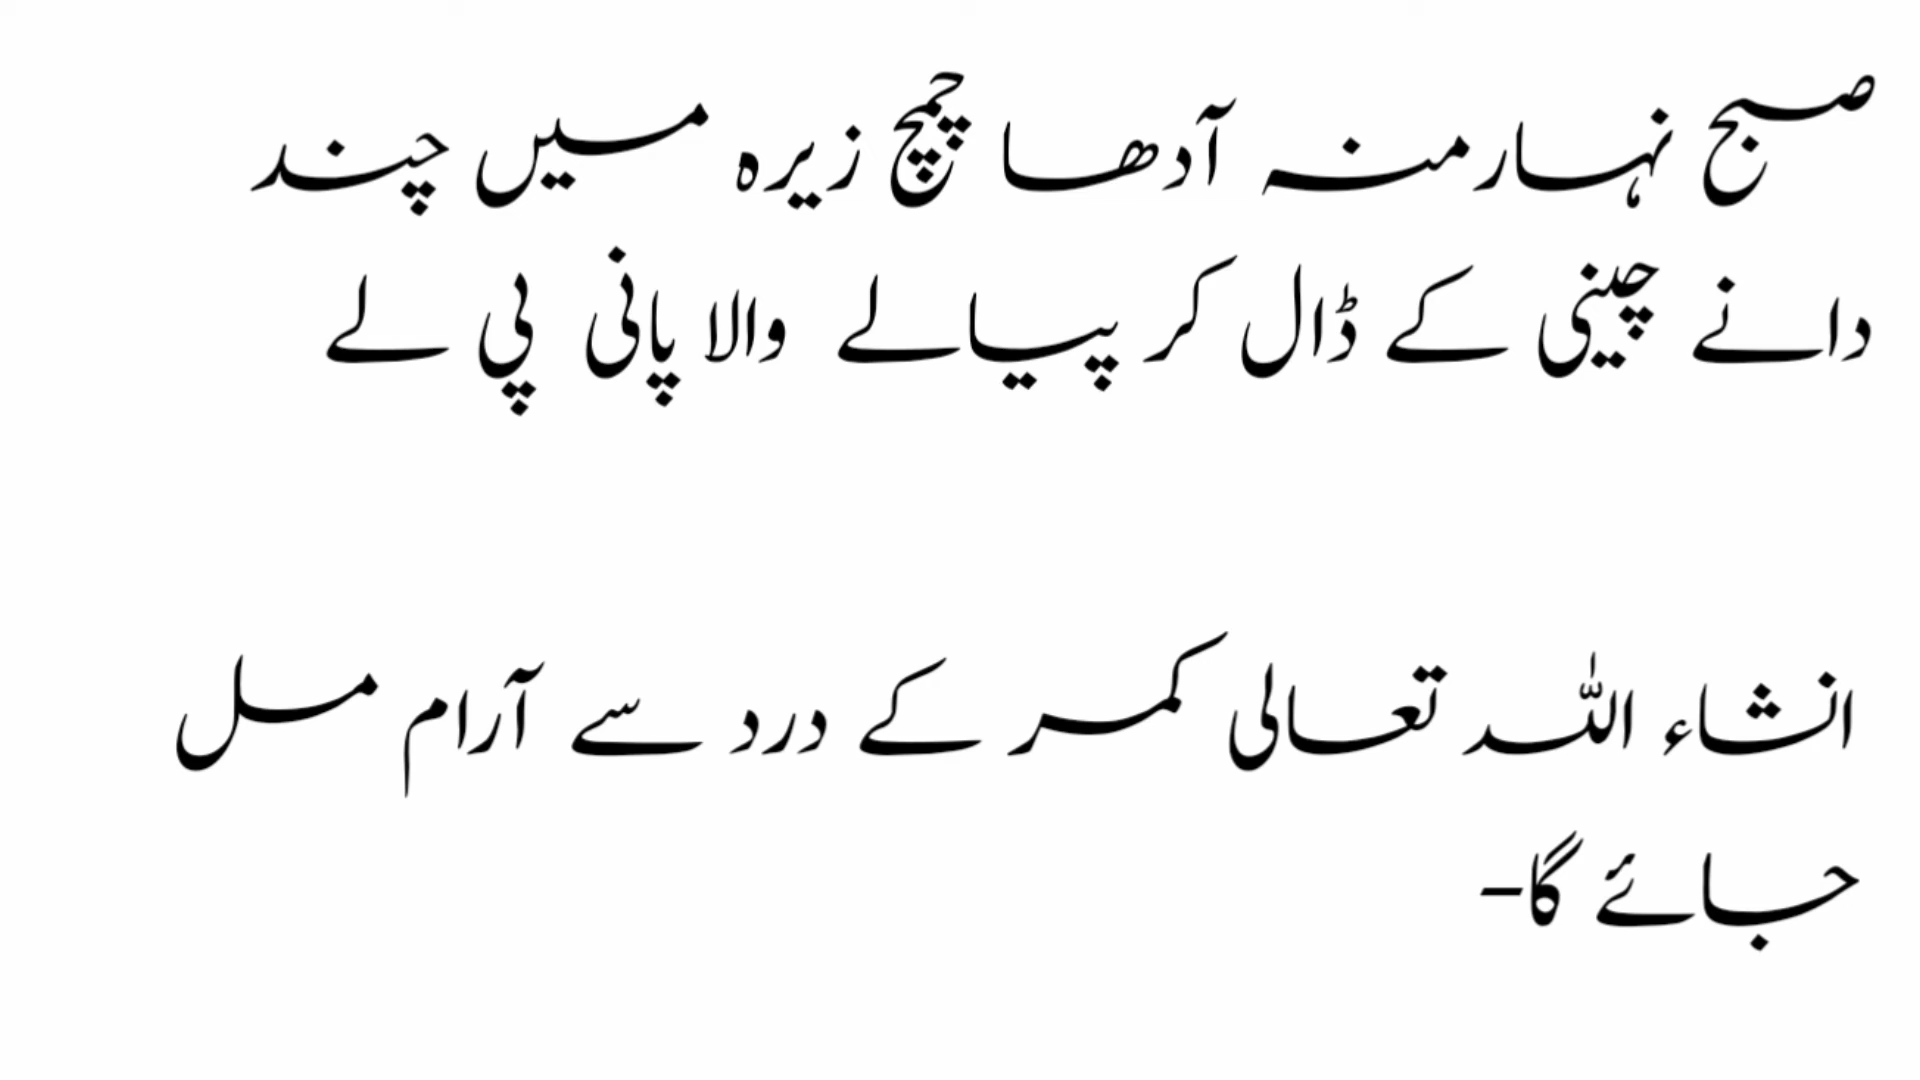 صبح نہار منہ آدھا چمچ زیرہ میں چند
دانے چینی کے ڈال کر پیالے والا پانی پی لے
انشاء اللہ تعالی کمر کے درد سے آرام مل
جائے گا-